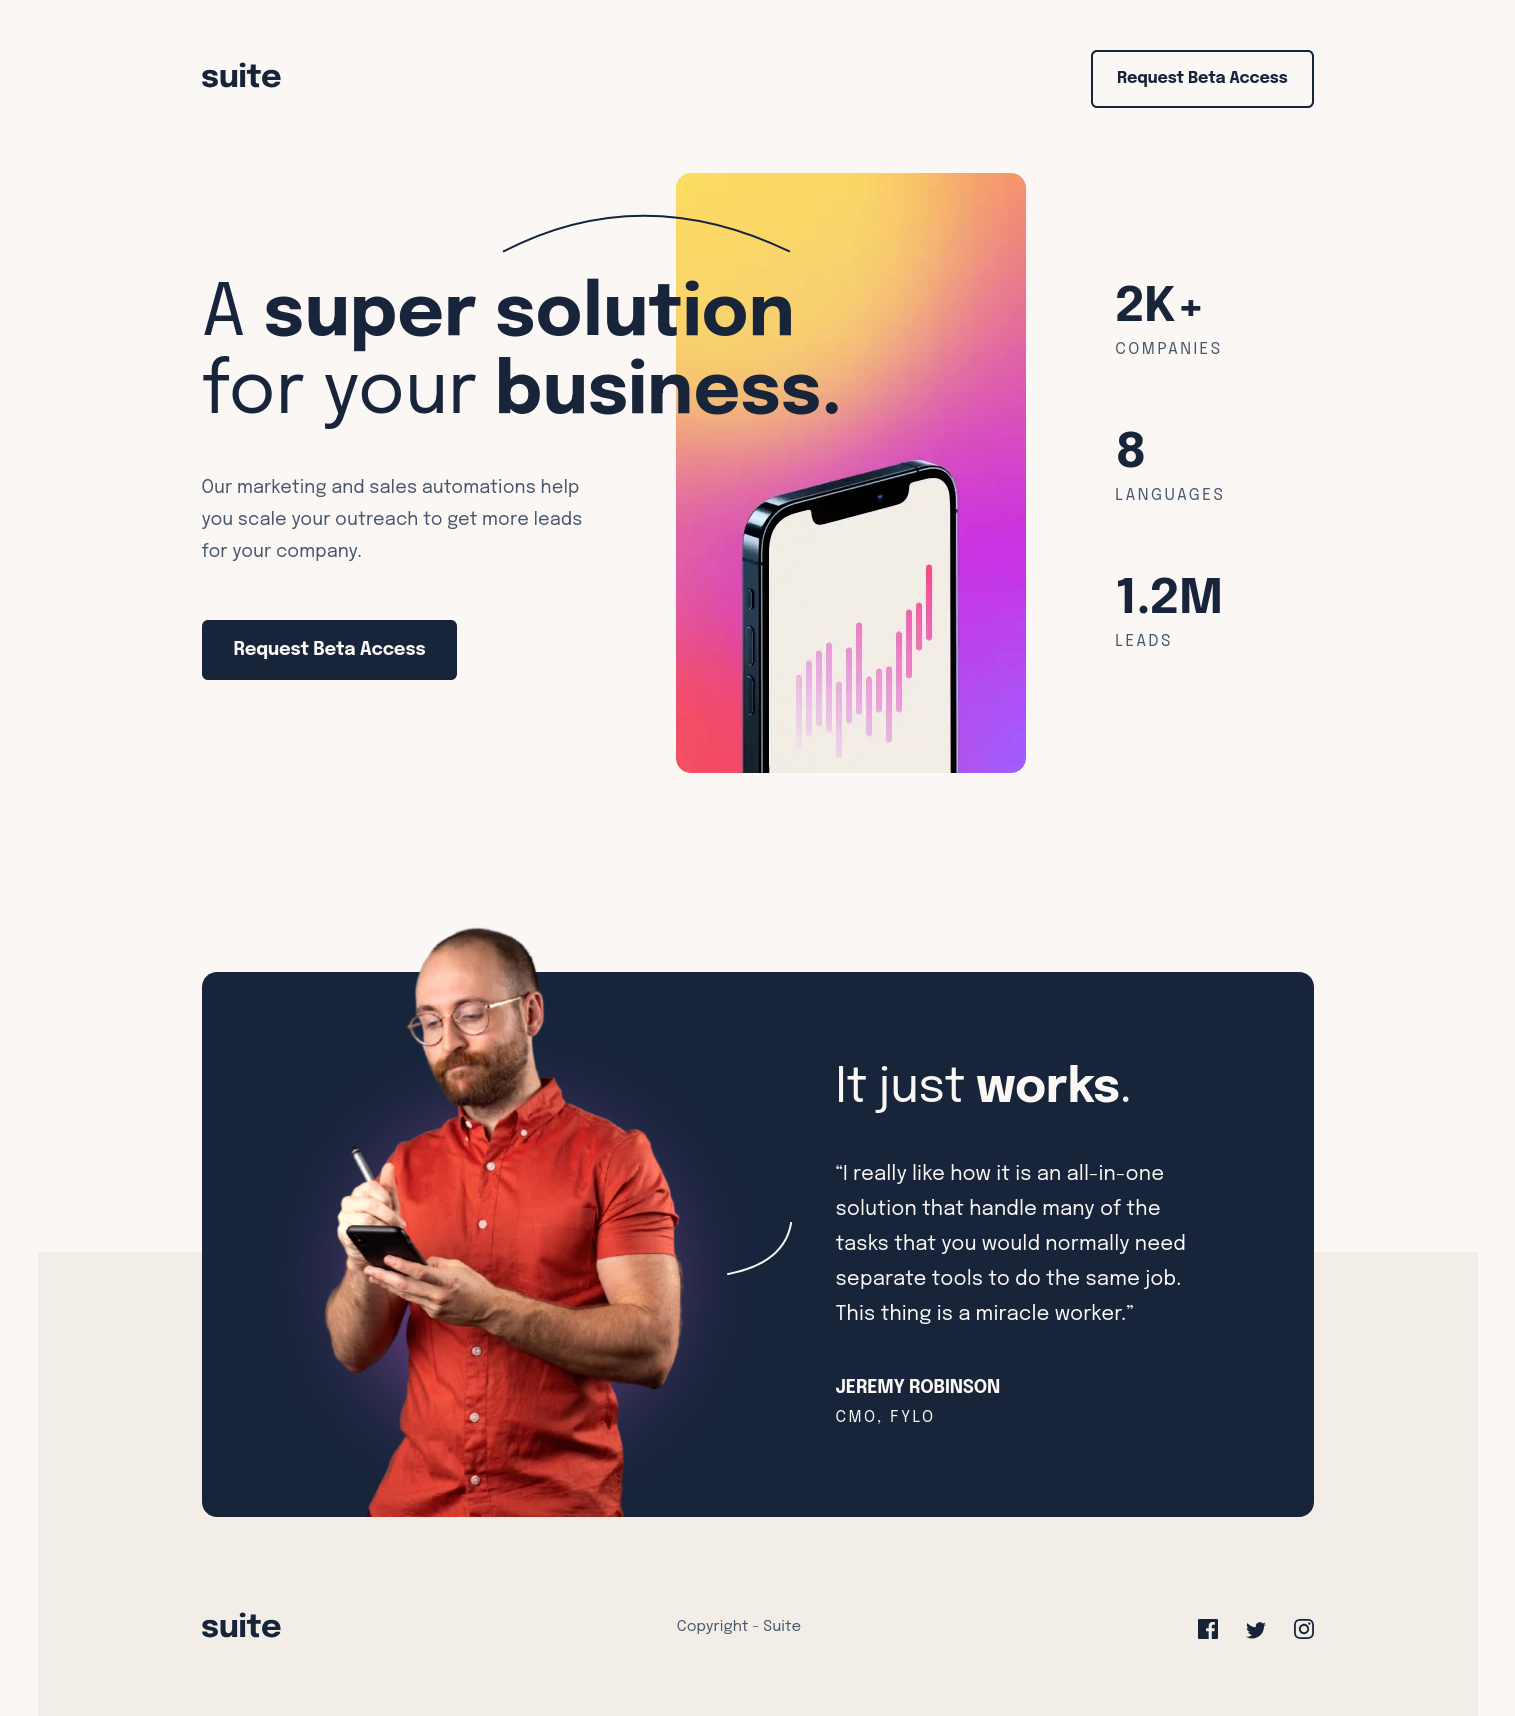 suite
Request Beta Access
A super solution
for your business.
Our marketing and sales automations help
you scale your outreach to get more leads
for your company.
Request Beta Access
2K+
COMPANIES
8
LANGUAGES
1.2M
LEADS
It just works.
“I really like how it is an all-in-one
solution that handle many of the
tasks that you would normally need
separate tools to do the same job.
This thing is a miracle worker.”
JEREMY ROBINSON
CMO, FYLO
suite
Copyright - Suite